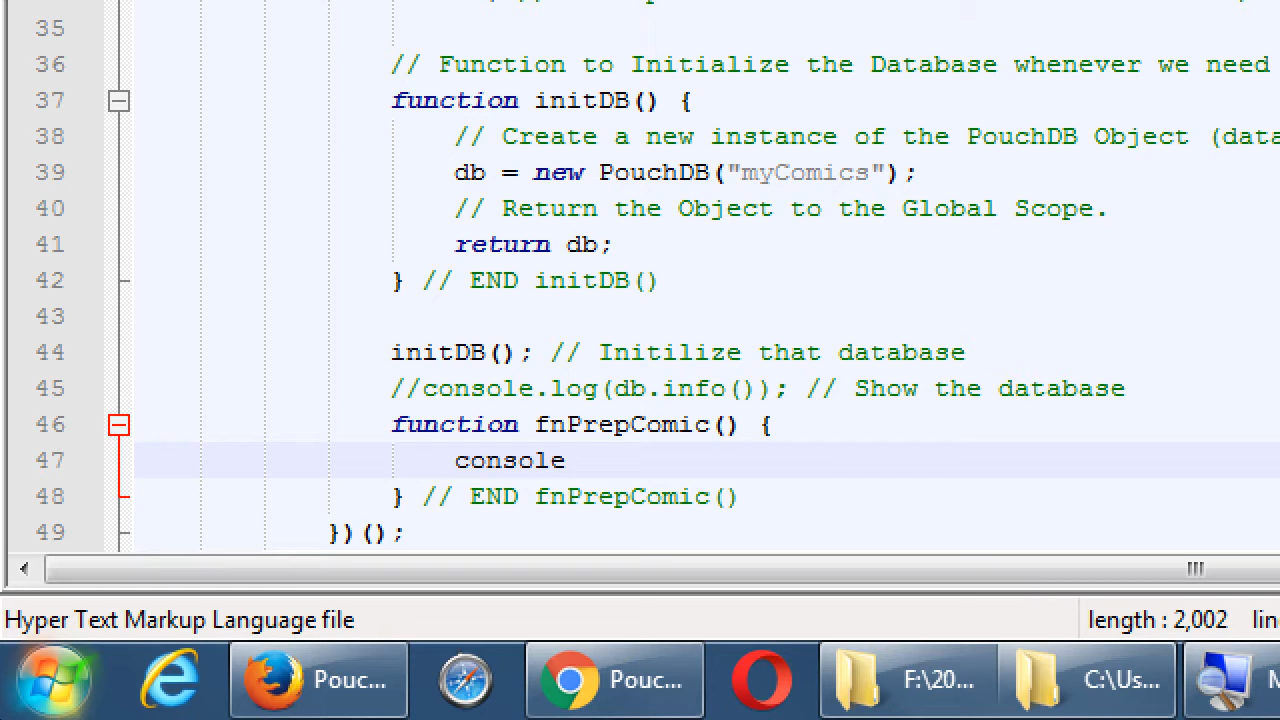 35
36 // Function to Initialize the Database whenever we need
37 function initDB() {
38 // Create a new instance of the PouchDB Object (data
39 db = new PouchDB("myComics");
40 // Return the Object to the Global Scope.
41 return db;
42 } // END initDB()
43
44 initDB(); // Initilize that database
45 //console.log(db.info()); // Show the database
46 function fnPrepComic() {
47 console
48 } // END fnPrepComic()
49 })();
Hyper Text Markup Language file length : 2,002 lin
Pouc... Pouc... F:\20... C:\Us... M